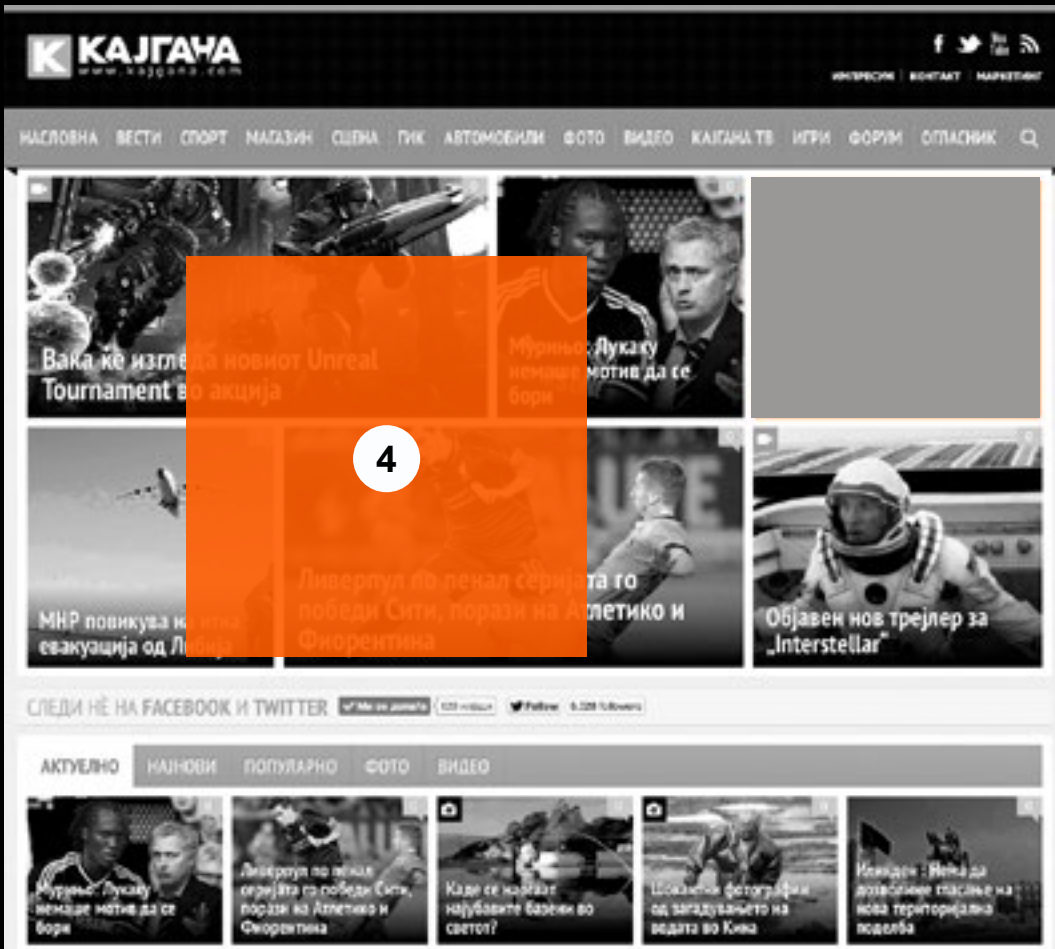 К КАЈГАНА
www.kajgana.com
ИМПРЕСУМ КОНТАКТ МАРКЕТИНГ
НАСЛОВНА ВЕСТИ СПОРТ МАГАЗИН СЦЕНА ГИК АВТОМОБИЛИ ФОТО ВИДЕО КАЈГАНА ТВ ИГРИ ФОРУМ ОГЛАСНИК
Вака ќе изгледа новиот Unreal
Tournament во акција
Мурињо: Лукаку
немаше мотив да се
бори
4
МНР повикува на итна
евакуација од Либија
Ливерпул по пенал серијата го
победи Сити, порази на Атлетико и
Фиорентина
Објавен нов трејлер за
„Interstellar“
СЛЕДИ НÈ НА FACEBOOK И TWITTER Follow
АКТУЕЛНО НАЈНОВИ ПОПУЛАРНО ФОТО ВИДЕО
Мурињо: Лукаку
немаше мотив да се
бори
Ливерпул по пенал
серијата го победи Сити,
порази на Атлетико и
Фиорентина
Каде се наоѓаат
најубавите базени во
светот?
Шокантни фотографии
од загадувањето на
водата во Кина
Илинден: Нема да
дозволиме гласање на
нова територијална
поделба